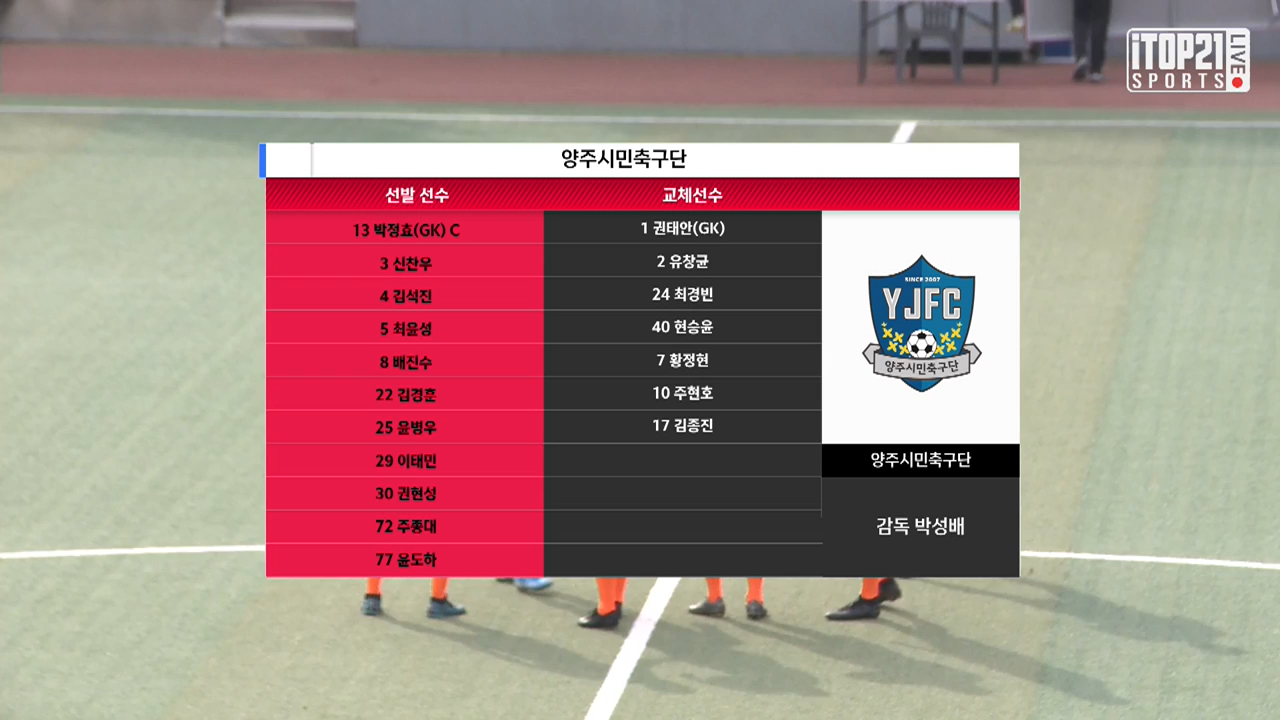 iTOP21
SPORTS
LIVE
양주시민축구단
선발 선수
교체선수
13 박정효(GK) C
1 권태안(GK)
3 신찬우
2 유창균
4 김석진
24 최경빈
5 최윤성
40 현승윤
8 배진수
7 황정현
22 김경훈
10 주현호
25 윤병우
17 김종진
29 이태민
30 권현성
72 주종대
77 윤도하
SINCE 2007
YJFC
양주시민축구단
양주시민축구단
감독 박성배